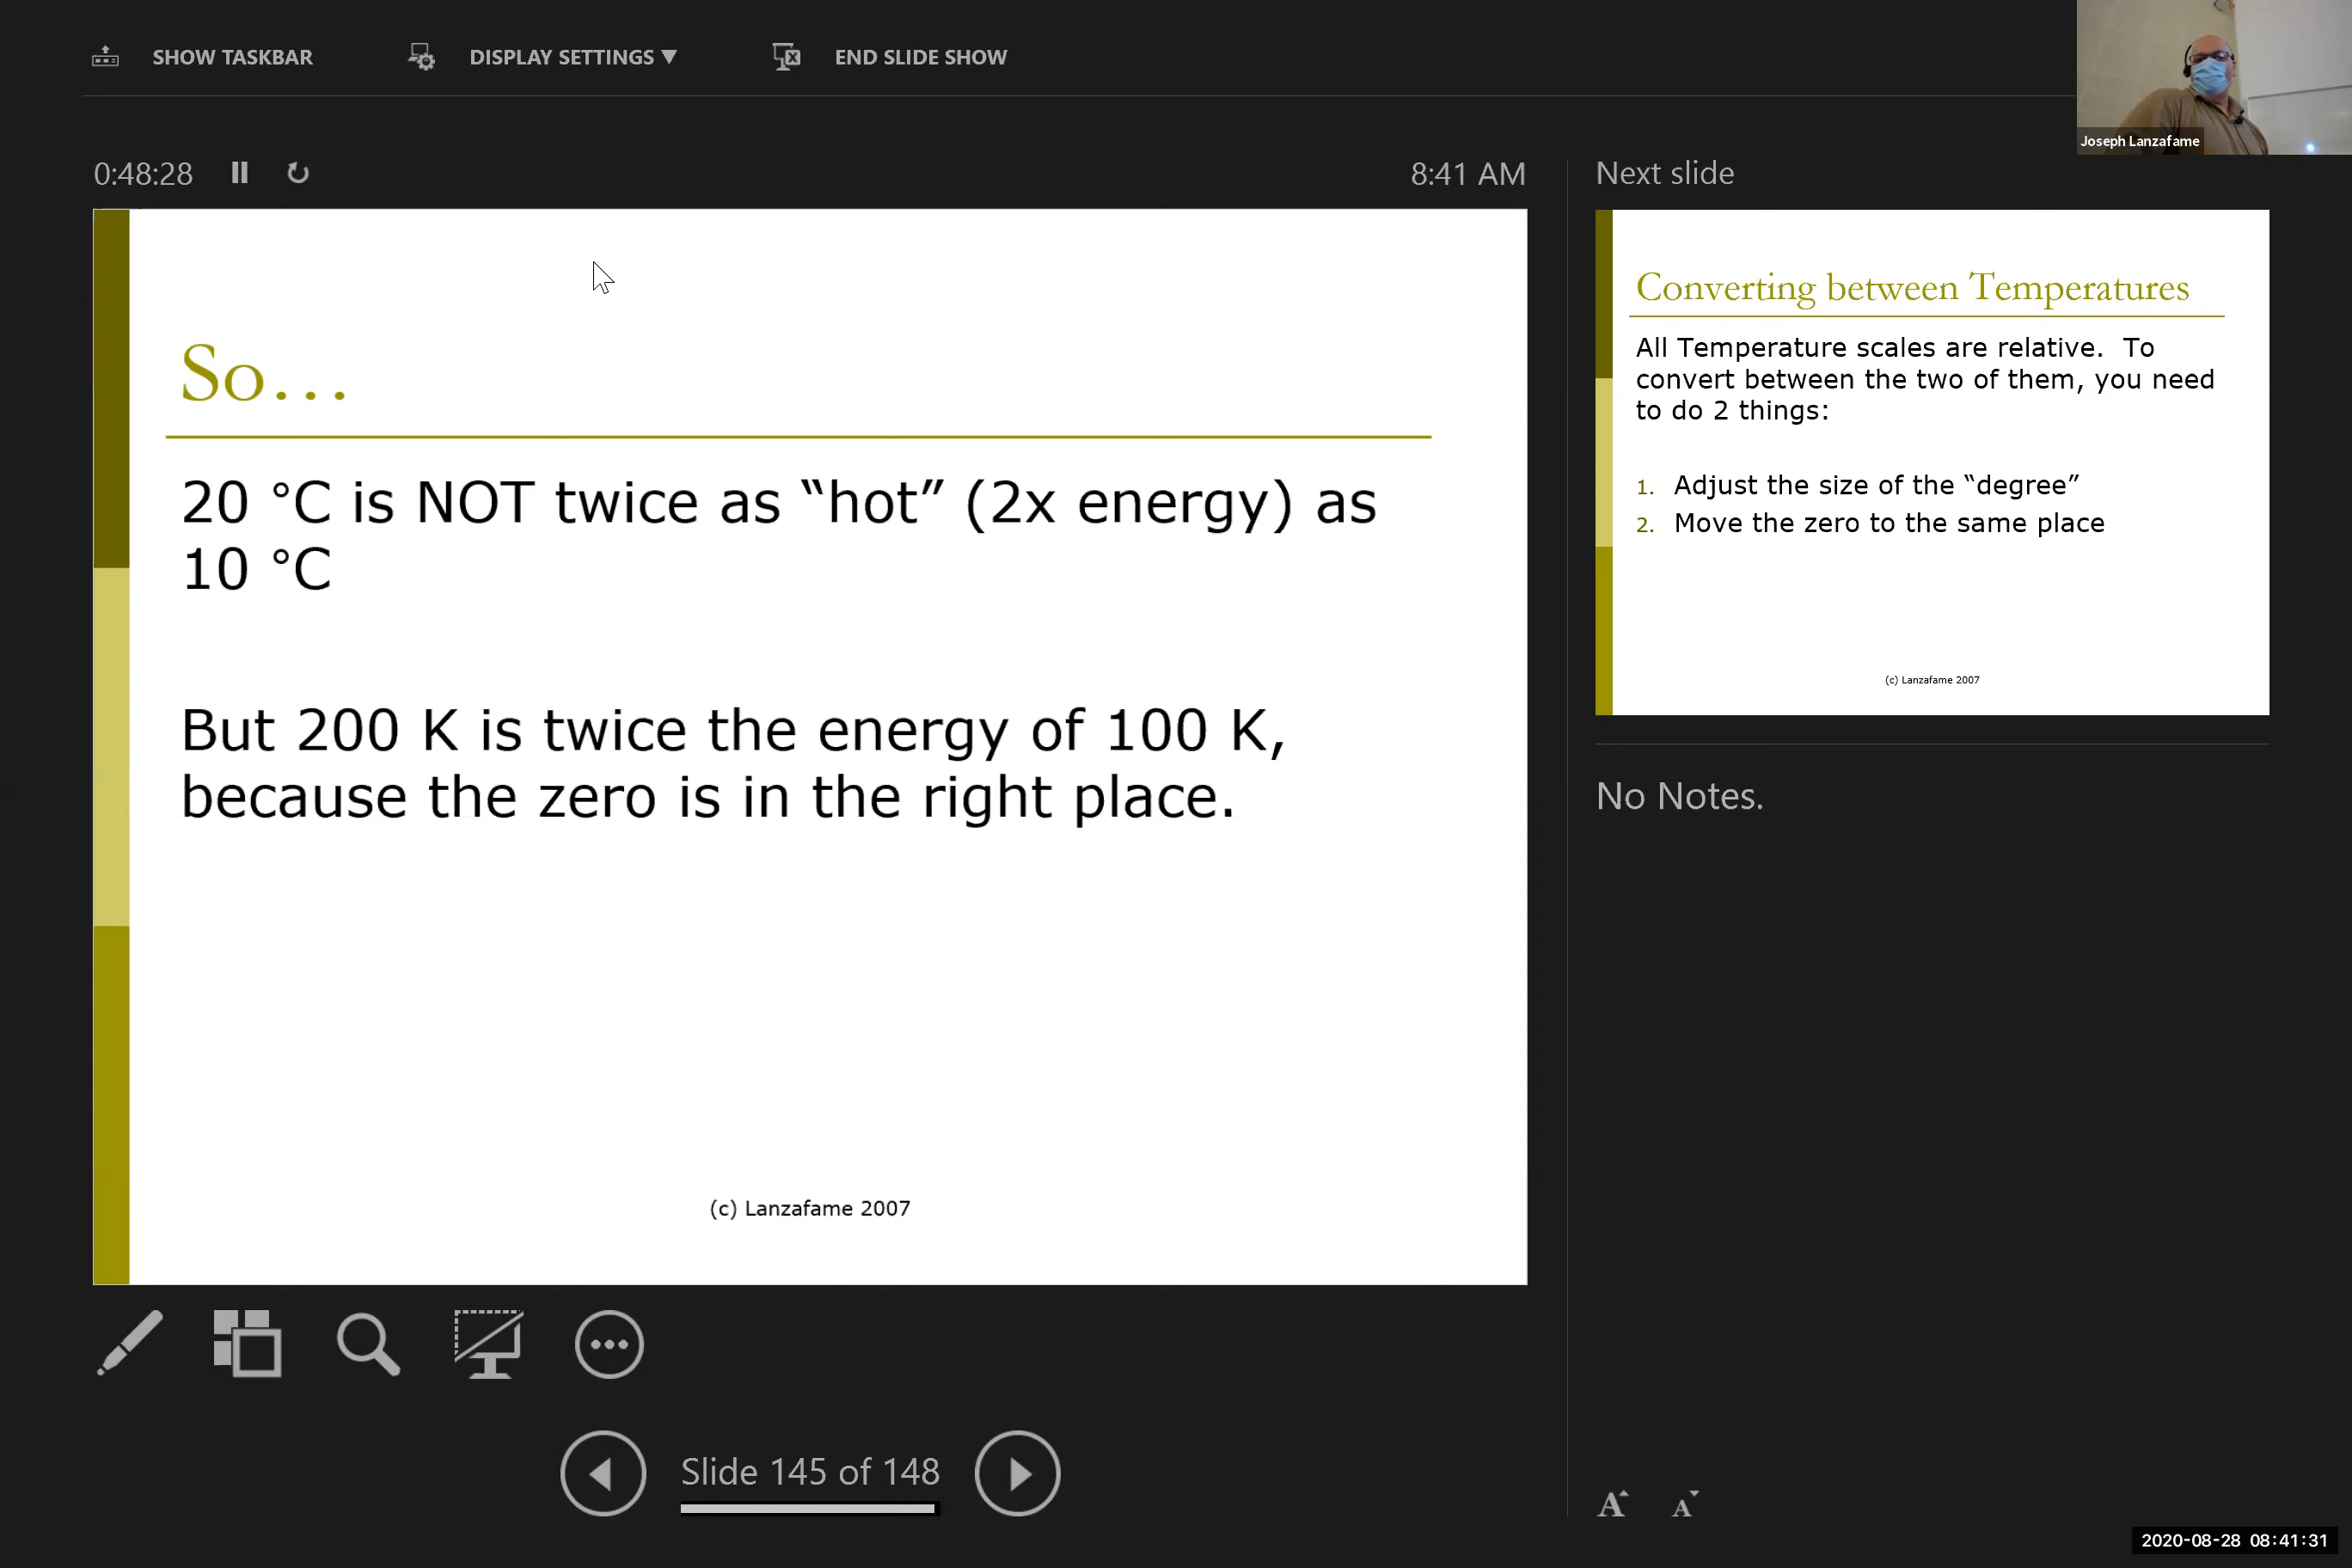 SHOW TASKBAR
DISPLAY SETTINGS ▼
END SLIDE SHOW
Joseph Lanzafame
0:48:28
8:41 AM
Next slide
So...
20 °C is NOT twice as “hot” (2x energy) as
10 °C
But 200 K is twice the energy of 100 K,
because the zero is in the right place.
(c) Lanzafame 2007
Converting between Temperatures
All Temperature scales are relative. To
convert between the two of them, you need
to do 2 things:
1. Adjust the size of the “degree”
2. Move the zero to the same place
(c) Lanzafame 2007
No Notes.
Slide 145 of 148
A
A
2020-08-28 08:41:31